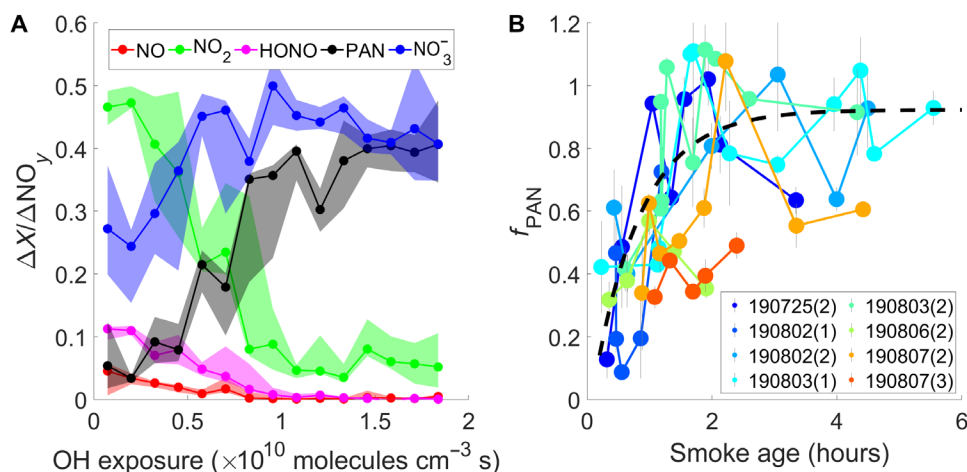 A
0.6
0.5
0.4
0.3
0.2
0.1
0
ΔX/ΔNOy
NO NO2 HONO PAN NO3−
0 0.5 1 1.5 2
OH exposure (×10^10 molecules cm^-3 s)
B
1.2
1
0.8
0.6
0.4
0.2
0
fPAN
190725(2) 190803(2)
190802(1) 190806(2)
190802(2) 190807(2)
190803(1) 190807(3)
0 2 4 6
Smoke age (hours)